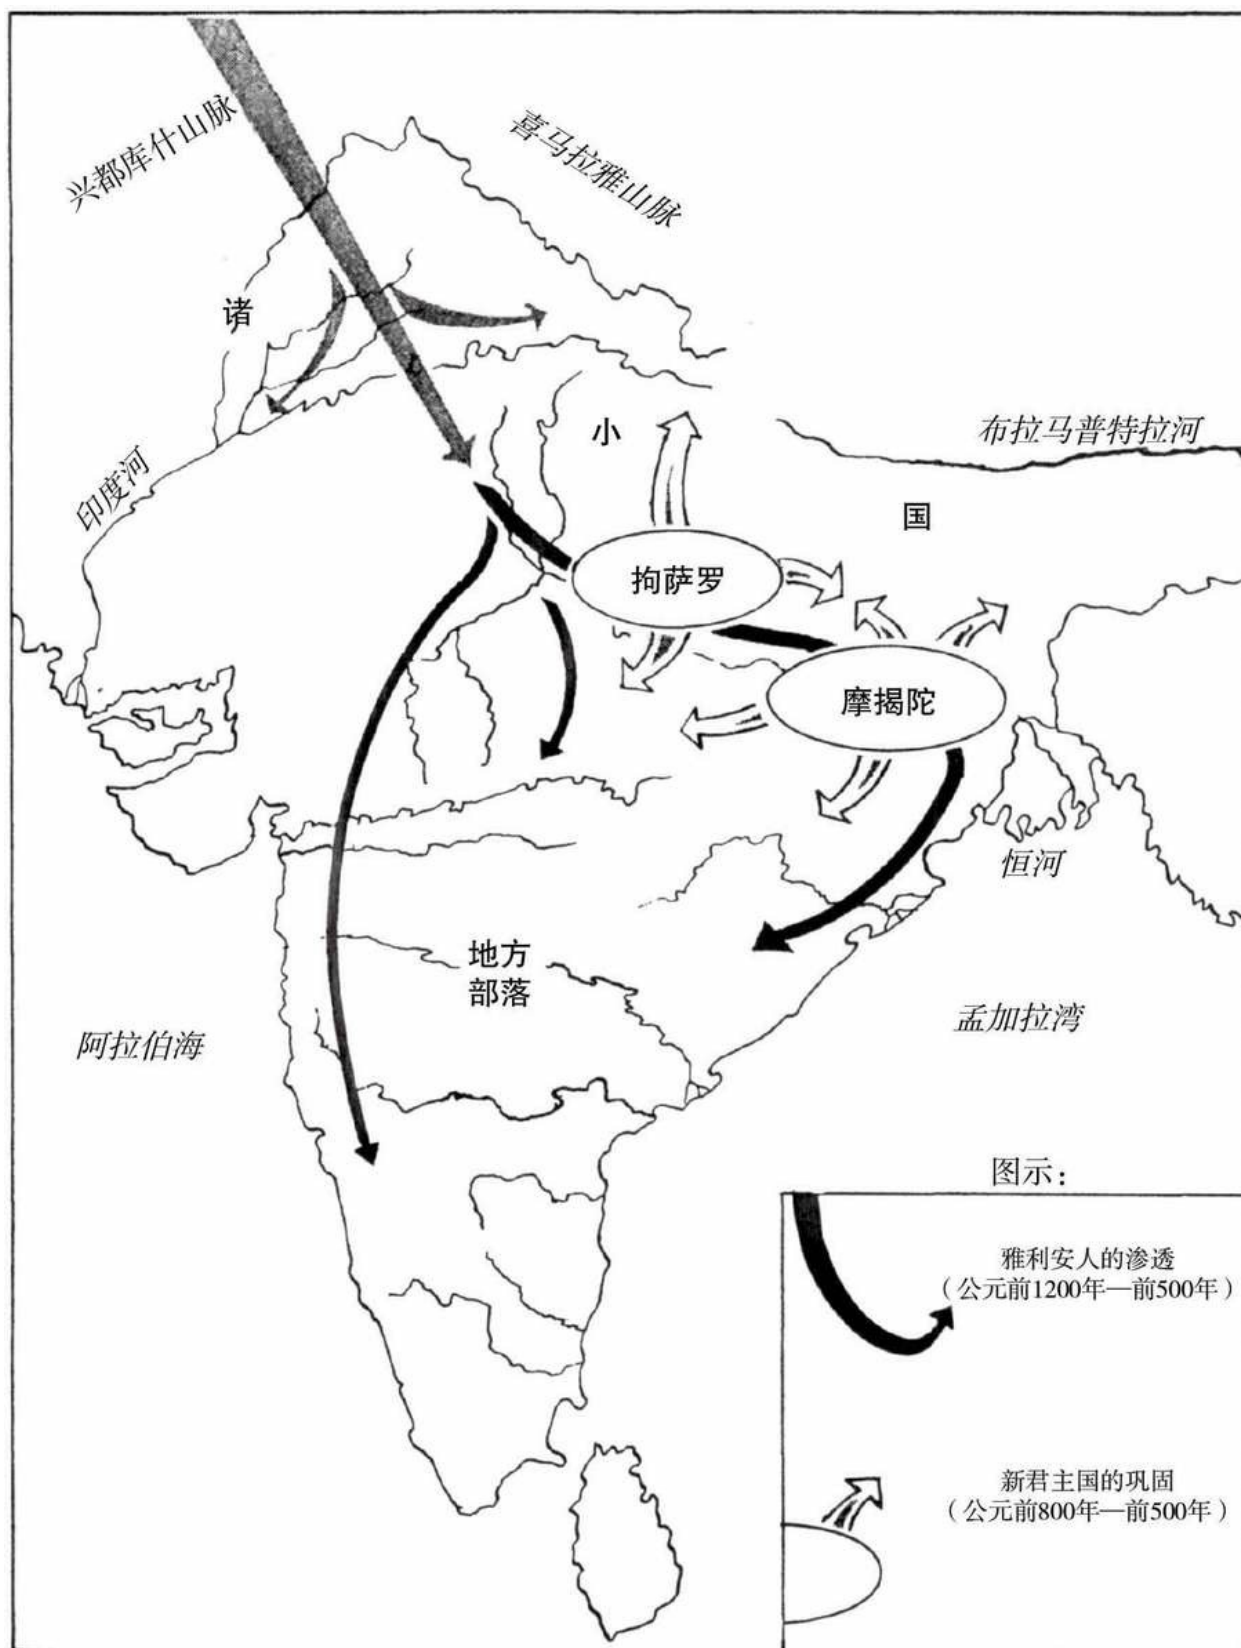 兴都库什山脉
喜马拉雅山脉
诸
小
布拉马普特拉河
印度河
国
拘萨罗
摩揭陀
恒河
地方
部落
阿拉伯海
孟加拉湾
图示：
雅利安人的渗透
（公元前1200年—前500年）
新君主国的巩固
（公元前800年—前500年）